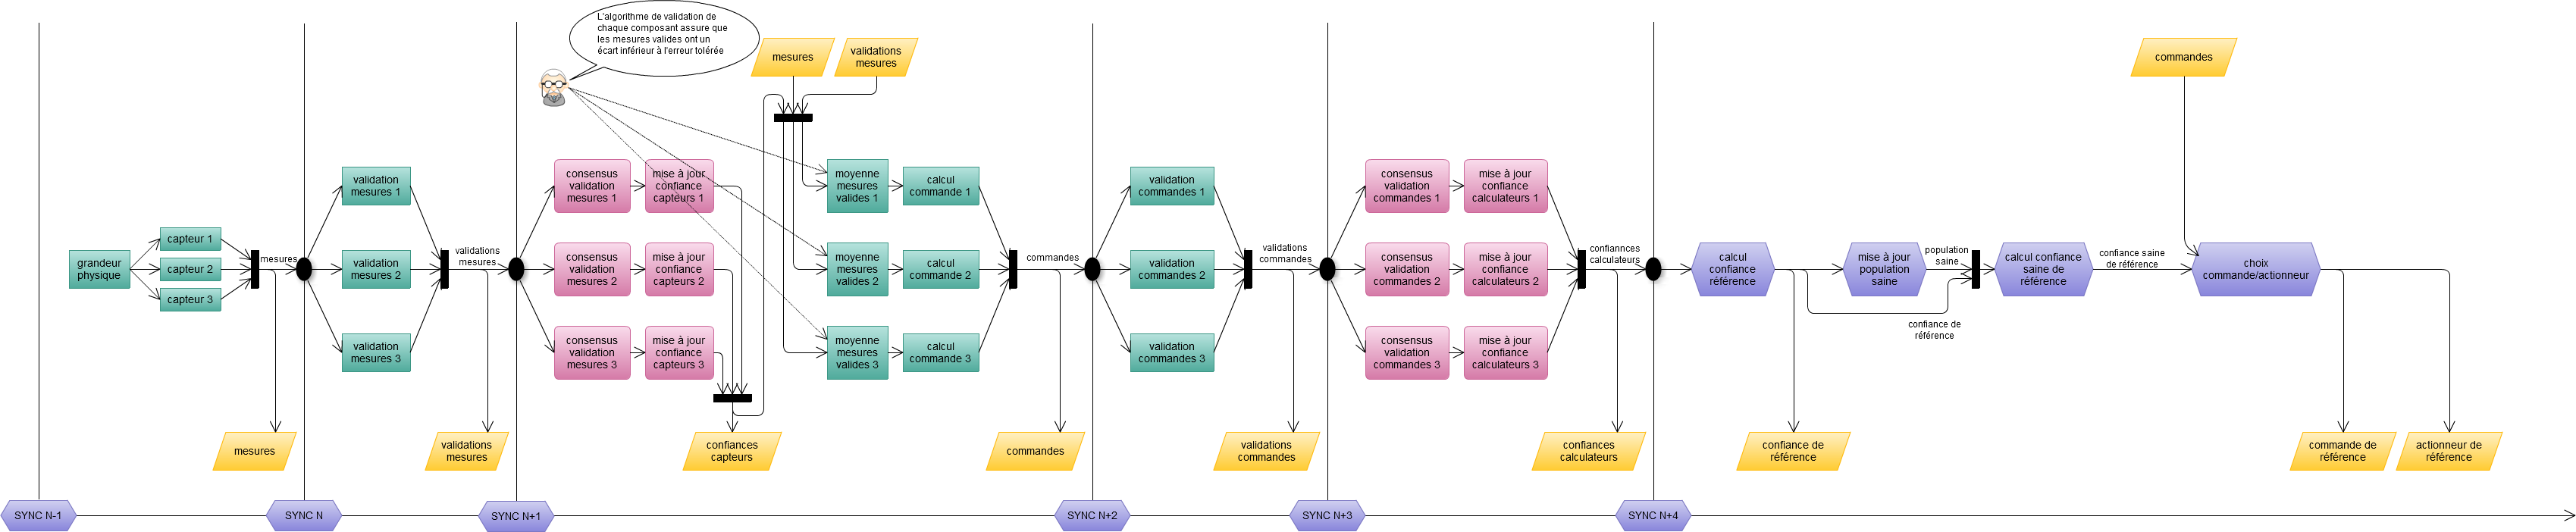 L'algorithme de validation de
chaque composant assure que
les mesures valides ont un
écart inférieur à l'erreur tolérée
mesures
validations
mesures
commandes
grandeur
physique
capteur 1
capteur 2
capteur 3
mesures
validation
mesures 1
validation
mesures 2
validation
mesures 3
validations
mesures
consensus
validation
mesures 1
mise à jour
confiance
capteurs 1
consensus
validation
mesures 2
mise à jour
confiance
capteurs 2
consensus
validation
mesures 3
mise à jour
confiance
capteurs 3
moyenne
mesures
valides 1
calcul
commande 1
moyenne
mesures
valides 2
calcul
commande 2
moyenne
mesures
valides 3
calcul
commande 3
commandes
validation
commandes 1
validation
commandes 2
validation
commandes 3
validations
commandes
consensus
validation
commandes 1
mise à jour
confiance
calculateurs 1
consensus
validation
commandes 2
mise à jour
confiance
calculateurs 2
consensus
validation
commandes 3
mise à jour
confiance
calculateurs 3
confiannces
calculateurs
calcul
confiance
référence
mise à jour
population
saine
population
saine
confiance de
référence
calcul confiance
saine de
référence
confiance saine
de référence
choix
commande/actionneur
mesures
validations
mesures
confiances
capteurs
commandes
validations
commandes
confiances
calculateurs
confiance de
référence
commande de
référence
actionneur de
référence
SYNC N-1
SYNC N
SYNC N+1
SYNC N+2
SYNC N+3
SYNC N+4